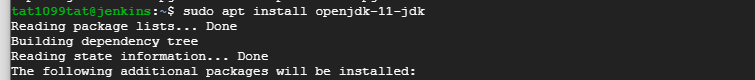 tat1099tat@jenkins:~$ sudo apt install openjdk-11-jdk
Reading package lists... Done
Building dependency tree
Reading state information... Done
The following additional packages will be installed: